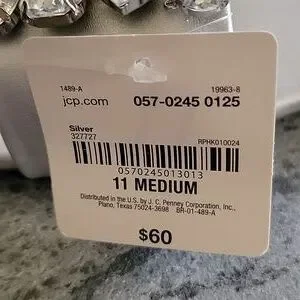 1489-A 19963-8
jcp.com 057-0245 0125
Silver
327727 RPHK010024
0570245013013
11 MEDIUM
Distributed in the U.S. by J. C. Penney Corporation, Inc.,
Plano, Texas 75024-3698 BR-01-489-A
$60